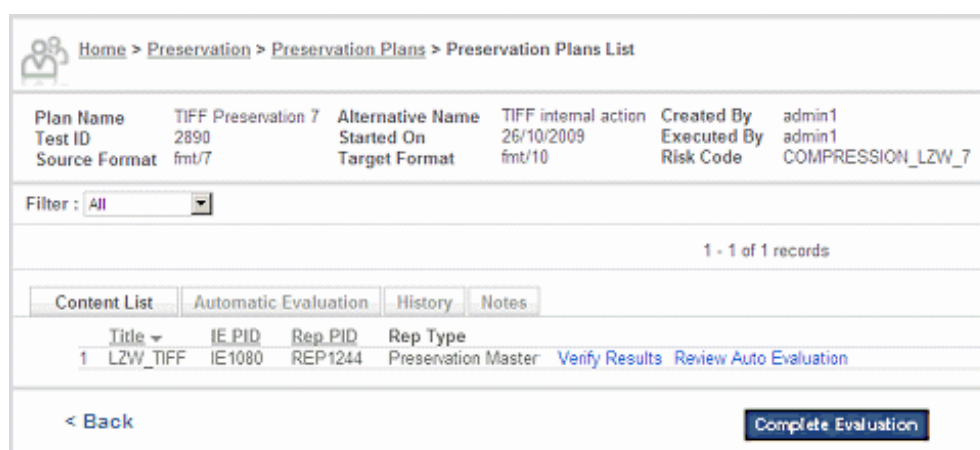 Home > Preservation > Preservation Plans > Preservation Plans List
Plan Name TIFF Preservation 7 Alternative Name TIFF internal action Created By admin1
Test ID 2890 Started On 26/10/2009 Executed By admin1
Source Format fmt/7 Target Format fmt/10 Risk Code COMPRESSION_LZW_7
Filter : All
1 - 1 of 1 records
Content List Automatic Evaluation History Notes
Title IE PID Rep PID Rep Type
1 LZW_TIFF IE1080 REP1244 Preservation Master Verify Results Review Auto Evaluation
< Back Complete Evaluation